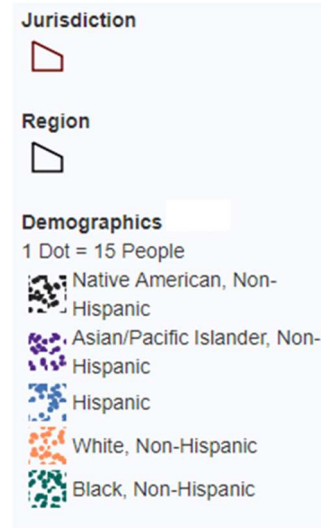 Jurisdiction
Region
Demographics
1 Dot = 15 People
Native American, Non-
Hispanic
Asian/Pacific Islander, Non-
Hispanic
Hispanic
White, Non-Hispanic
Black, Non-Hispanic